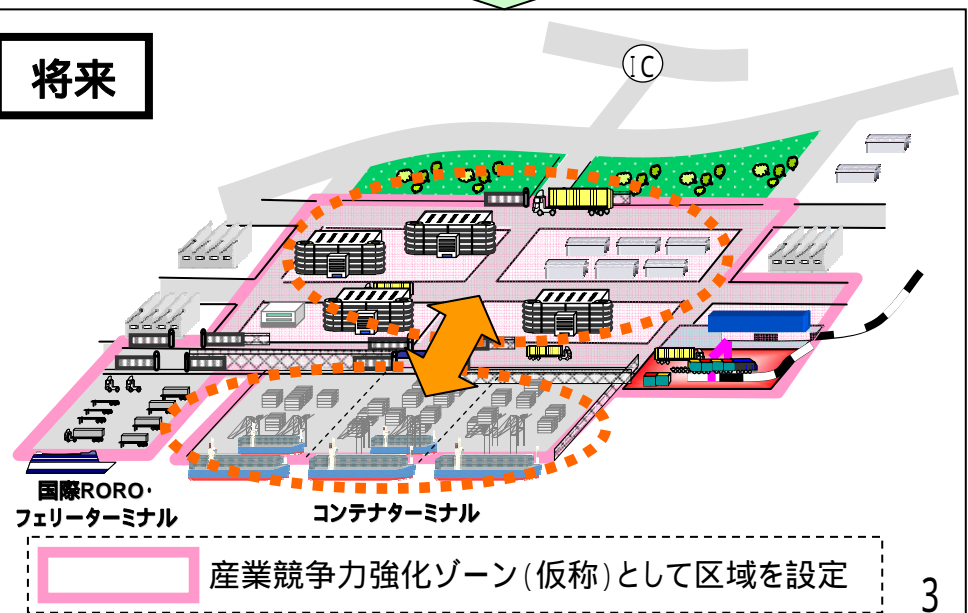 将来
IC
国際RORO･
フェリーターミナル
コンテナターミナル
産業競争力強化ゾーン(仮称)として区域を設定
3